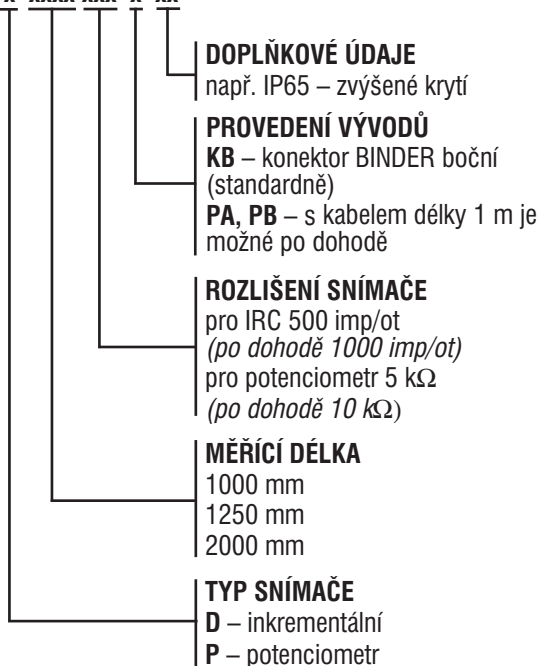 DOPLŇKOVÉ ÚDAJE
např. IP65 – zvýšené krytí
PROVEDENÍ VÝVODŮ
KB – konektor BINDER boční
(standardně)
PA, PB – s kabelem délky 1 m je
možné po dohodě
ROZLIŠENÍ SNÍMAČE
pro IRC 500 imp/ot
(po dohodě 1000 imp/ot)
pro potenciometr 5 kΩ
(po dohodě 10 kΩ)
MĚŘÍCÍ DÉLKA
1000 mm
1250 mm
2000 mm
TYP SNÍMAČE
D – inkrementální
P – potenciometr